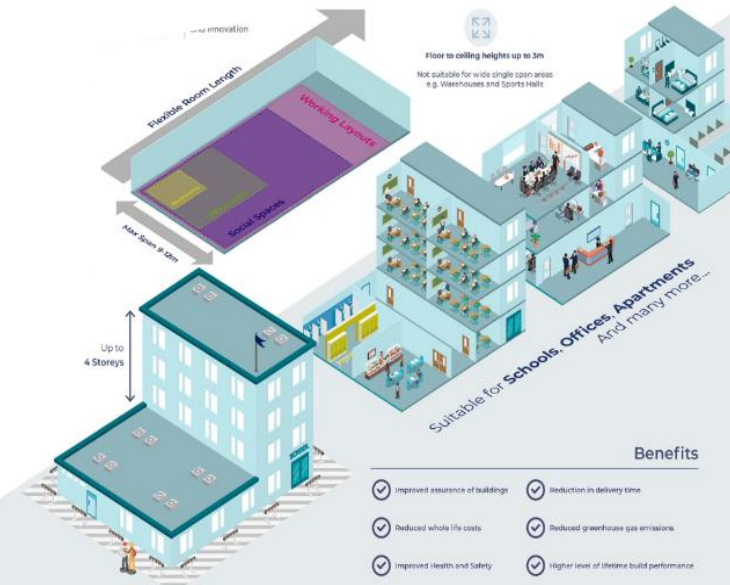 and innovation
Flexible Room Length
Working Layouts
Social Spaces
Max Span 9-12m
Floor to ceiling heights up to 3m
Not suitable for wide single span areas
e.g. Warehouses and Sports Halls
Up to
4 Storeys
SCHOOL
Suitable for Schools, Offices, Apartments
And many more...
Benefits
Improved assurance of buildings
Reduction in delivery time
Reduced whole life costs
Reduced greenhouse gas emissions
Improved Health and Safety
Higher level of lifetime build performance